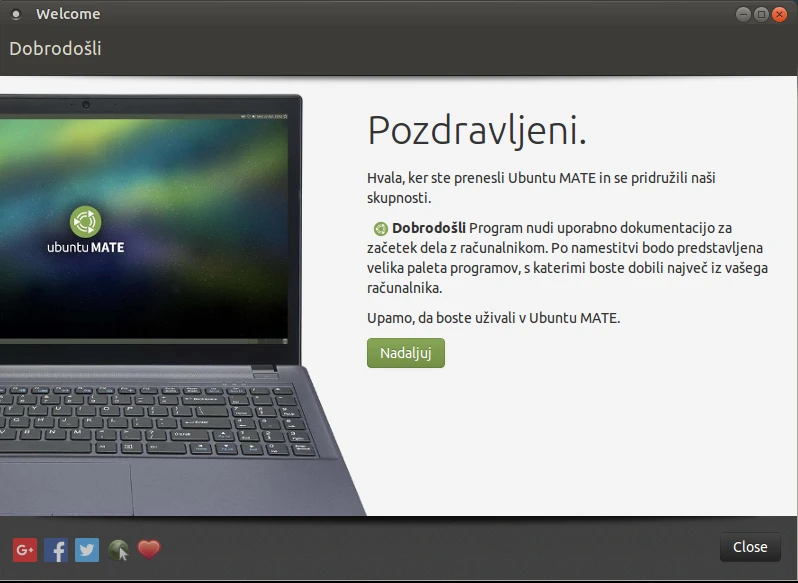 Welcome
Dobrodošli
ubuntu MATE
Pozdravljeni.
Hvala, ker ste prenesli Ubuntu MATE in se pridružili naši
skupnosti.
Dobrodošli Program nudi uporabno dokumentacijo za
začetek dela z računalnikom. Po namestitvi bodo predstavljena
velika paleta programov, s katerimi boste dobili največ iz vašega
računalnika.
Upamo, da boste uživali v Ubuntu MATE.
Nadaljuj
G+
Close